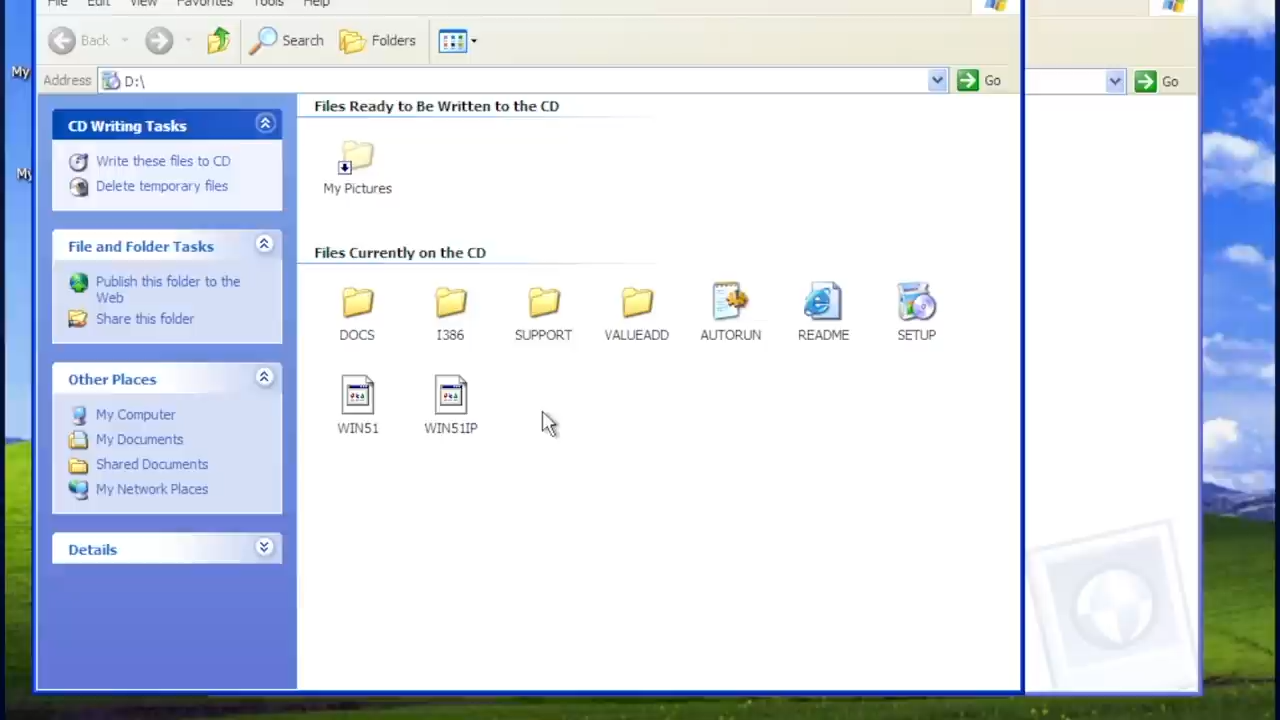 File Edit View Favorites Tools Help
Back Search Folders
Address D:\ Go Go
My
My
CD Writing Tasks
Write these files to CD
Delete temporary files
File and Folder Tasks
Publish this folder to the
Web
Share this folder
Other Places
My Computer
My Documents
Shared Documents
My Network Places
Details
Files Ready to Be Written to the CD
My Pictures
Files Currently on the CD
DOCS I386 SUPPORT VALUEADD AUTORUN README SETUP
WIN51 WIN51IP